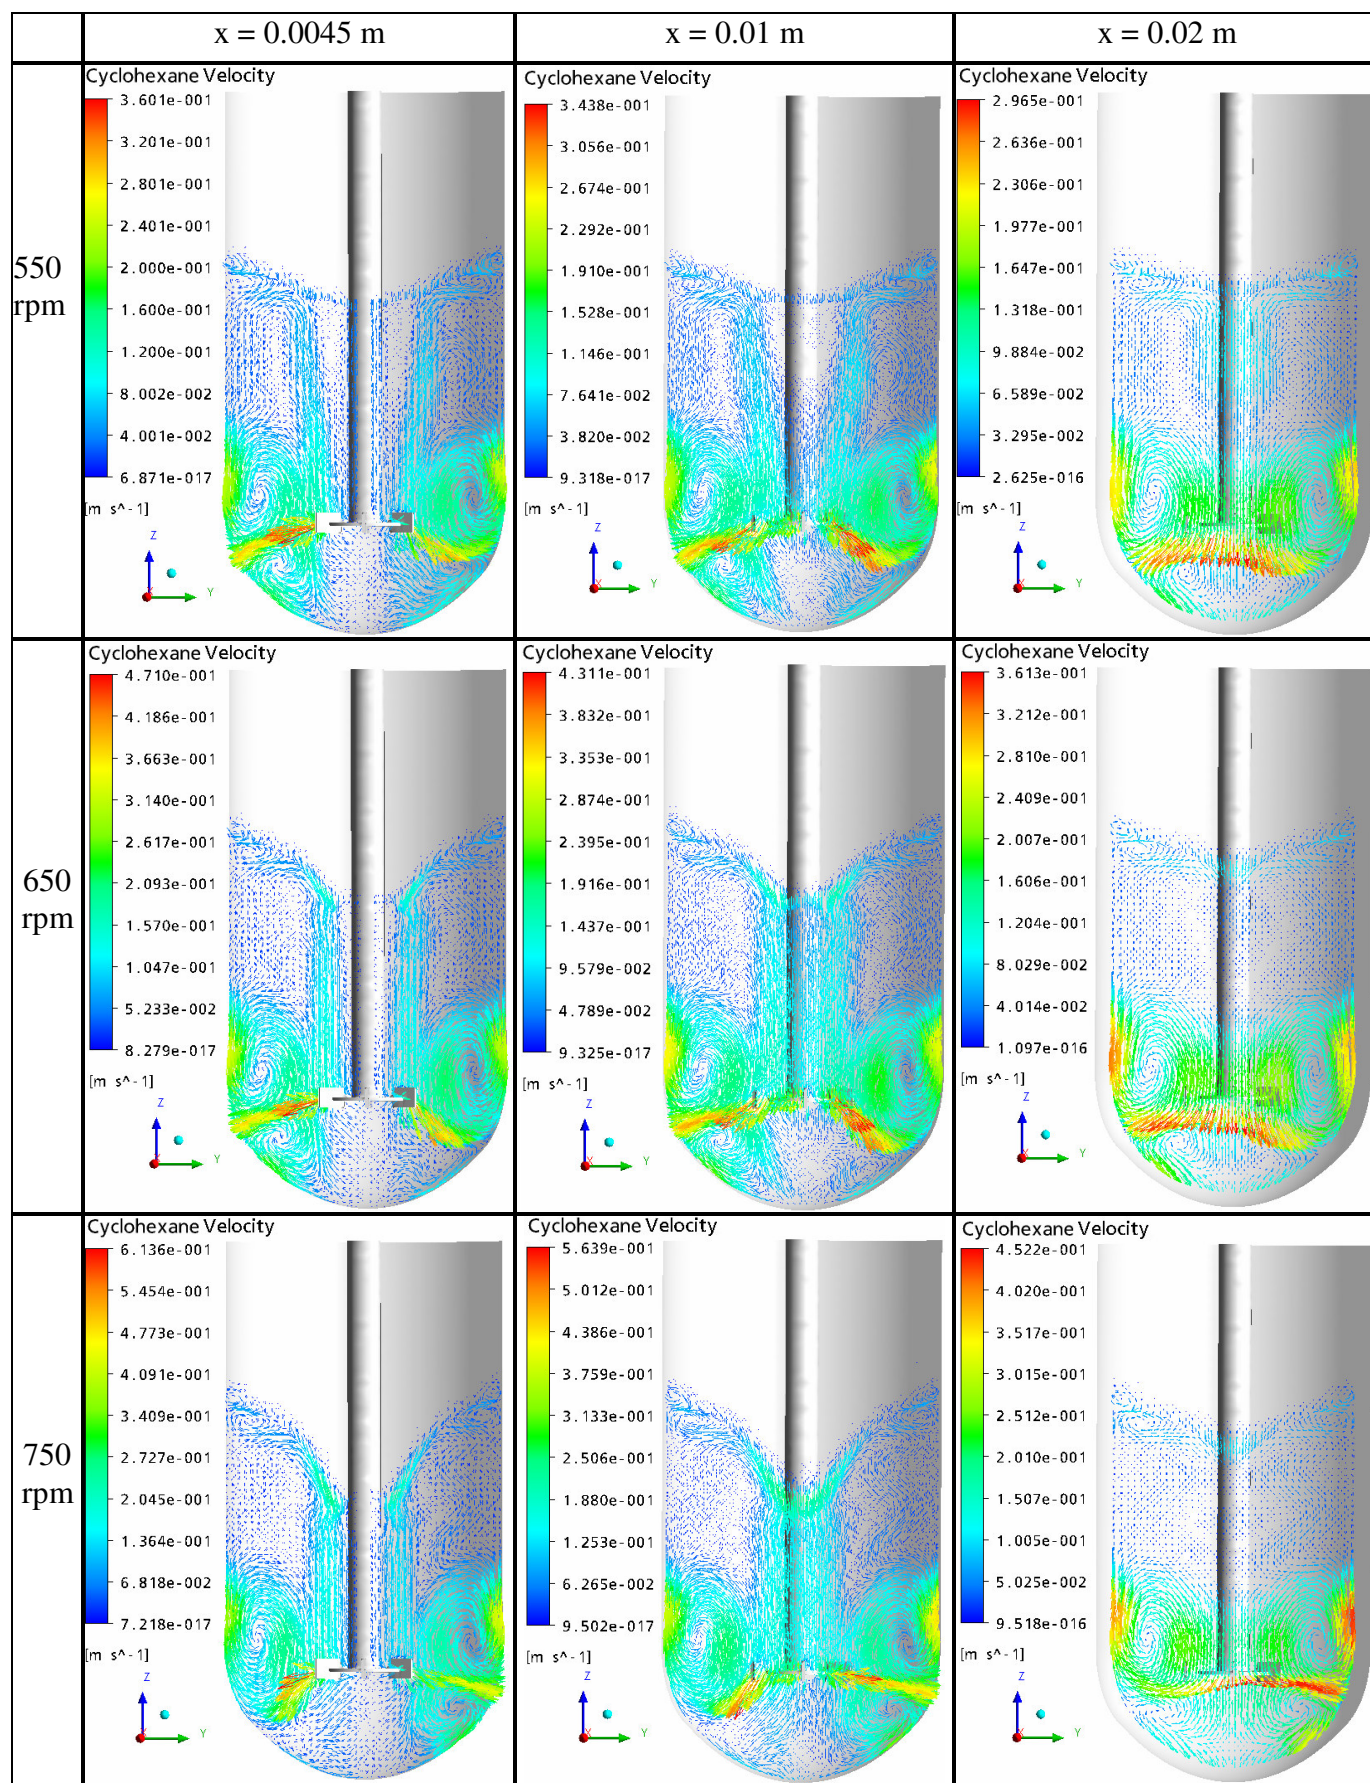 x = 0.0045 m
x = 0.01 m
x = 0.02 m
550
rpm
Cyclohexane Velocity
3.601e-001
3.201e-001
2.801e-001
2.401e-001
2.000e-001
1.600e-001
1.200e-001
8.002e-002
4.001e-002
6.871e-017
[m s^-1]
Z
X
Y
Cyclohexane Velocity
3.438e-001
3.056e-001
2.674e-001
2.292e-001
1.910e-001
1.528e-001
1.146e-001
7.641e-002
3.820e-002
9.318e-017
[m s^-1]
Z
X
Y
Cyclohexane Velocity
2.965e-001
2.636e-001
2.306e-001
1.977e-001
1.647e-001
1.318e-001
9.884e-002
6.589e-002
3.295e-002
2.625e-016
[m s^-1]
Z
X
Y
650
rpm
Cyclohexane Velocity
4.710e-001
4.186e-001
3.663e-001
3.140e-001
2.617e-001
2.093e-001
1.570e-001
1.047e-001
5.233e-002
8.279e-017
[m s^-1]
Z
X
Y
Cyclohexane Velocity
4.311e-001
3.832e-001
3.353e-001
2.874e-001
2.395e-001
1.916e-001
1.437e-001
9.579e-002
4.789e-002
9.325e-017
[m s^-1]
Z
X
Y
Cyclohexane Velocity
3.613e-001
3.212e-001
2.810e-001
2.409e-001
2.007e-001
1.606e-001
1.204e-001
8.029e-002
4.014e-002
1.097e-016
[m s^-1]
Z
X
Y
750
rpm
Cyclohexane Velocity
6.136e-001
5.454e-001
4.773e-001
4.091e-001
3.409e-001
2.727e-001
2.045e-001
1.364e-001
6.818e-002
7.218e-017
[m s^-1]
Z
X
Y
Cyclohexane Velocity
5.639e-001
5.012e-001
4.386e-001
3.759e-001
3.133e-001
2.506e-001
1.880e-001
1.253e-001
6.265e-002
9.502e-017
[m s^-1]
Z
X
Y
Cyclohexane Velocity
4.522e-001
4.020e-001
3.517e-001
3.015e-001
2.512e-001
2.010e-001
1.507e-001
1.005e-001
5.025e-002
9.518e-016
[m s^-1]
Z
X
Y